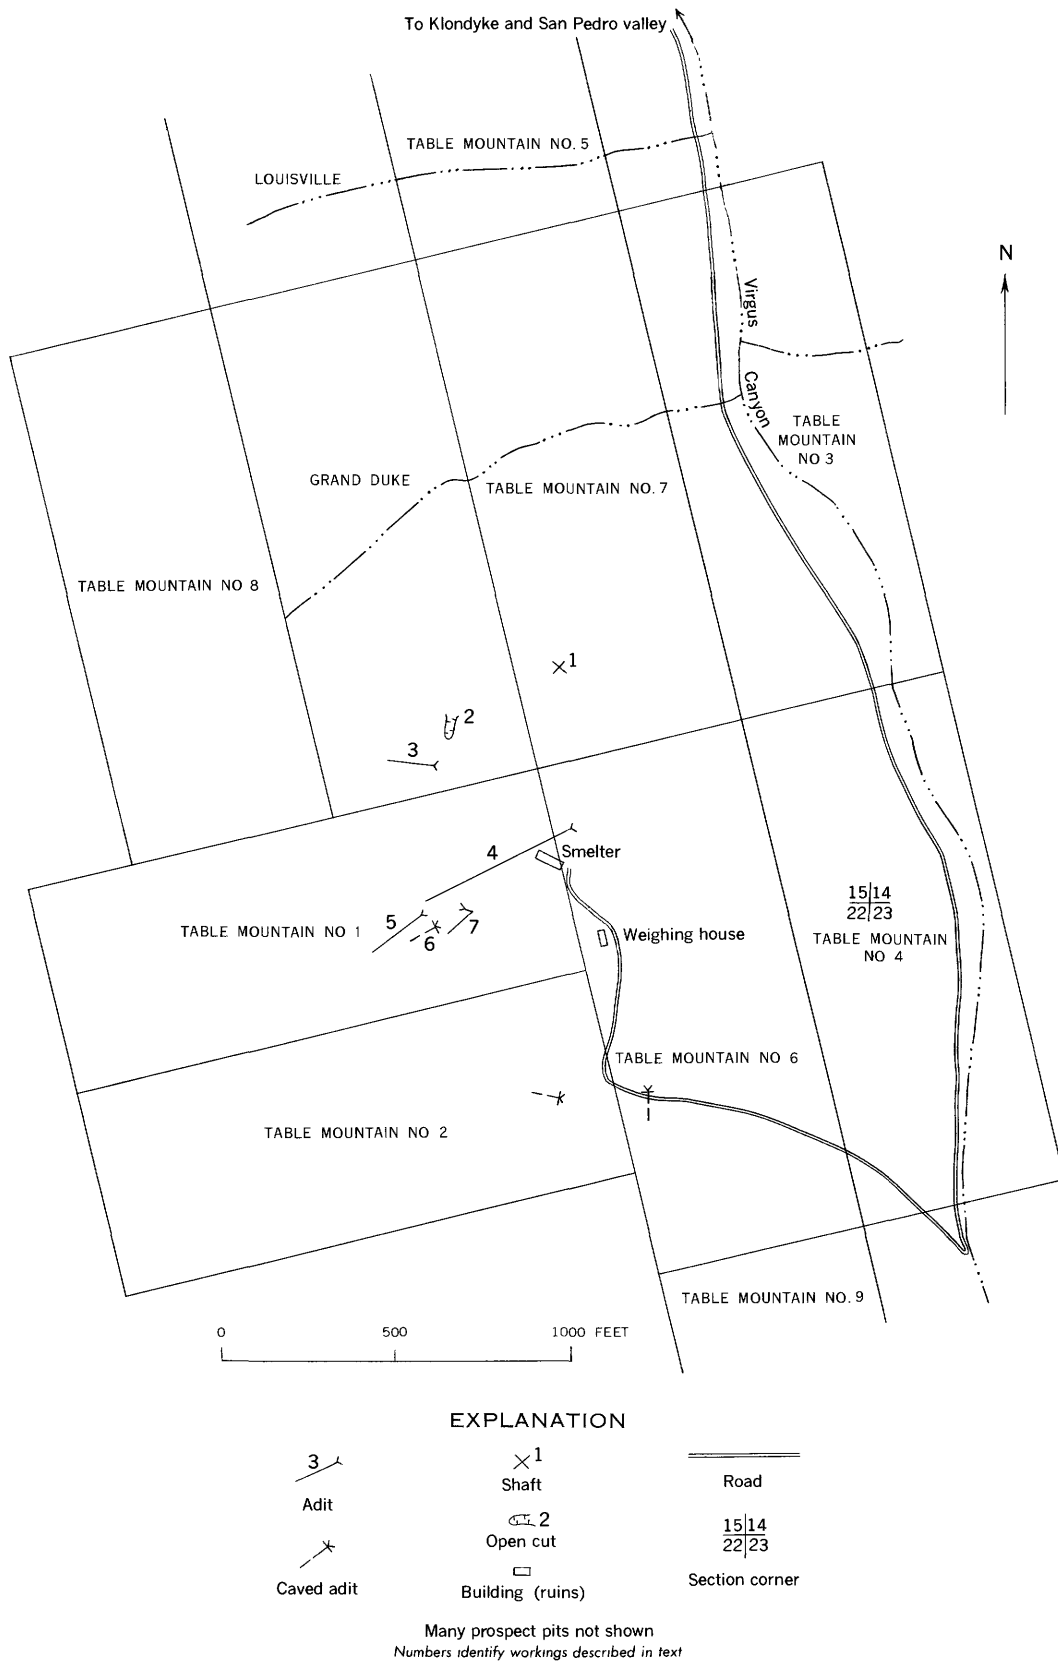 To Klondyke and San Pedro valley
TABLE MOUNTAIN NO. 5
LOUISVILLE
N
Virgus
Canyon
TABLE
MOUNTAIN
NO 3
GRAND DUKE
TABLE MOUNTAIN NO. 7
TABLE MOUNTAIN NO 8
1
2
3
4
Smelter
15 14
22 23
5
6
7
TABLE MOUNTAIN NO 1
Weighing house
TABLE MOUNTAIN
NO 4
TABLE MOUNTAIN NO 6
TABLE MOUNTAIN NO 2
TABLE MOUNTAIN NO. 9
0 500 1000 FEET
EXPLANATION
3
Adit
1
Shaft
Road
2
Open cut
15 14
22 23
Section corner
Caved adit
Building (ruins)
Many prospect pits not shown
Numbers identify workings described in text